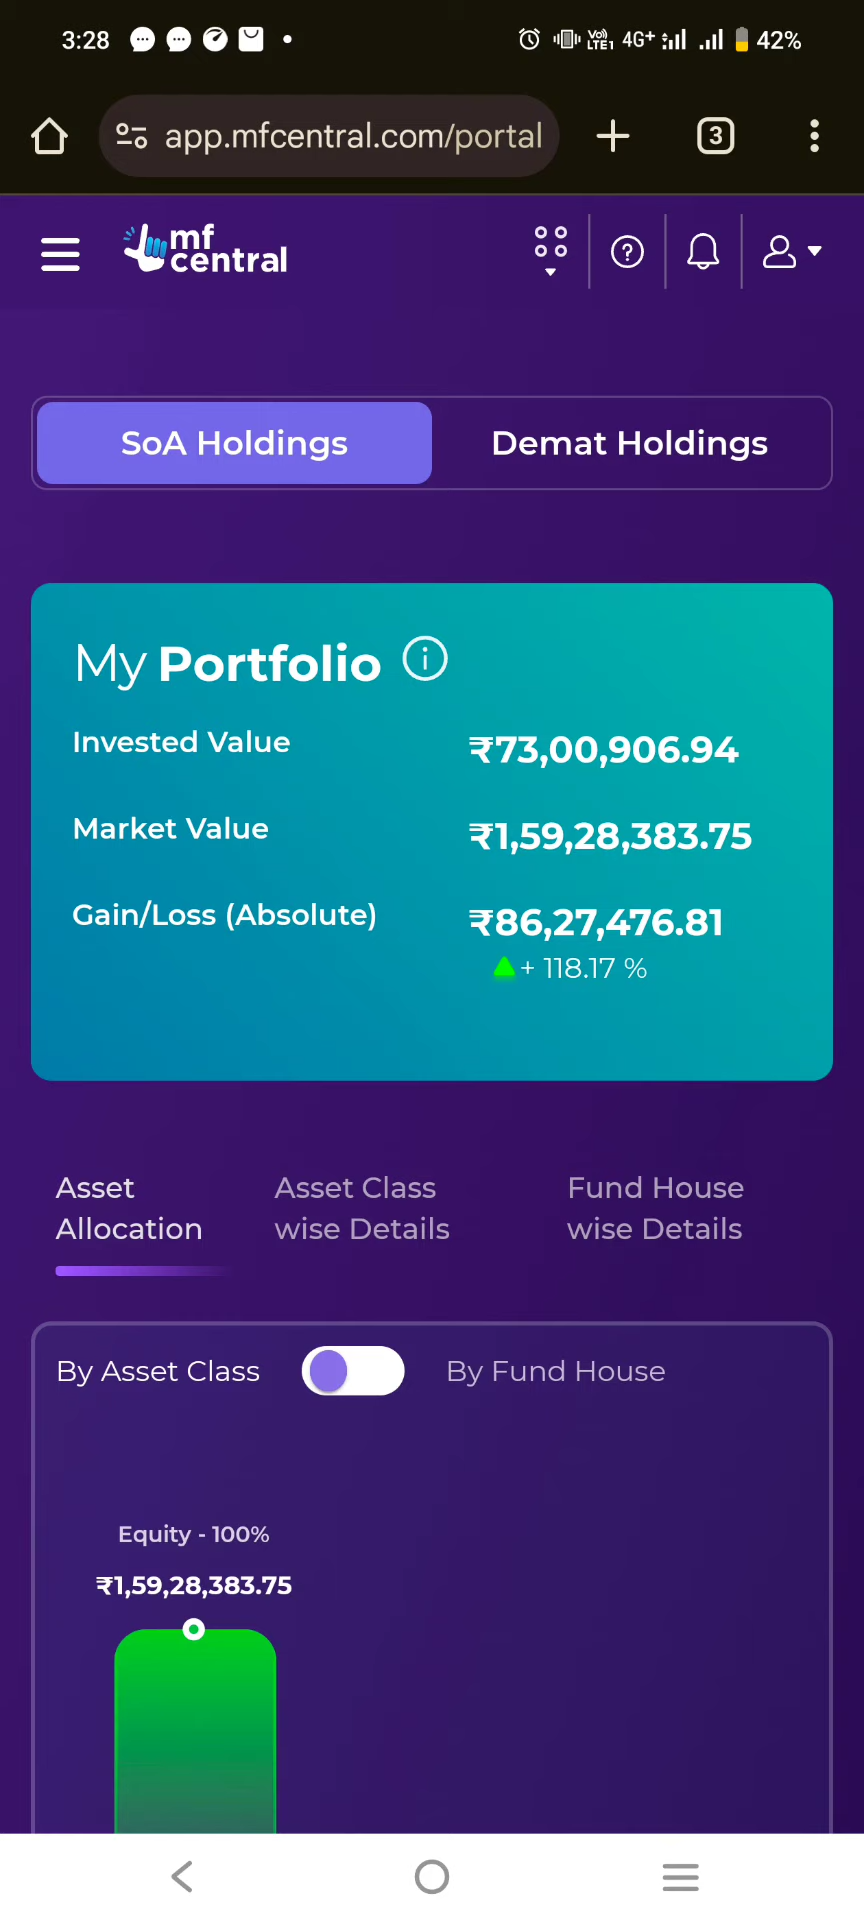 3:28
VoI)
LTE1
4G+
42%
app.mfcentral.com/portal
3
mf
central
SoA Holdings
Demat Holdings
My Portfolio
Invested Value
₹73,00,906.94
Market Value
₹1,59,28,383.75
Gain/Loss (Absolute)
₹86,27,476.81
+ 118.17 %
Asset
Allocation
Asset Class
wise Details
Fund House
wise Details
By Asset Class
By Fund House
Equity - 100%
₹1,59,28,383.75